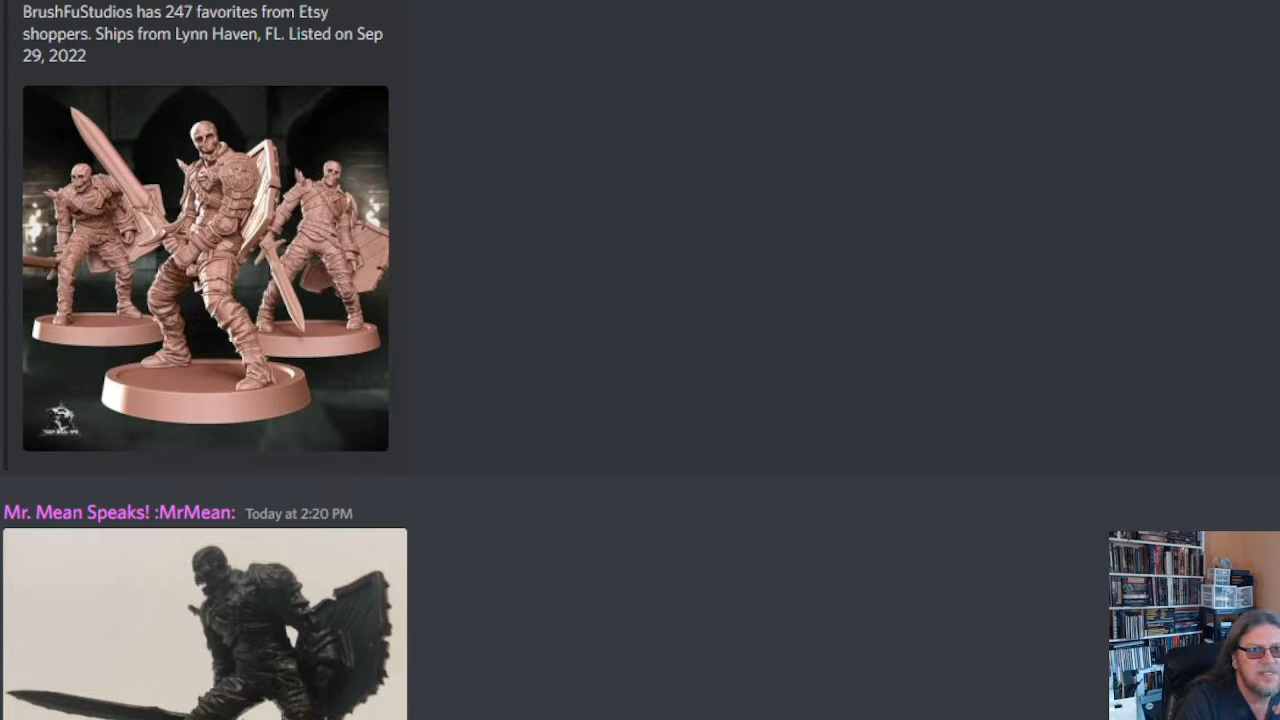 BrushFuStudios has 247 favorites from Etsy
shoppers. Ships from Lynn Haven, FL. Listed on Sep
29, 2022
Mr. Mean Speaks! :MrMean: Today at 2:20 PM